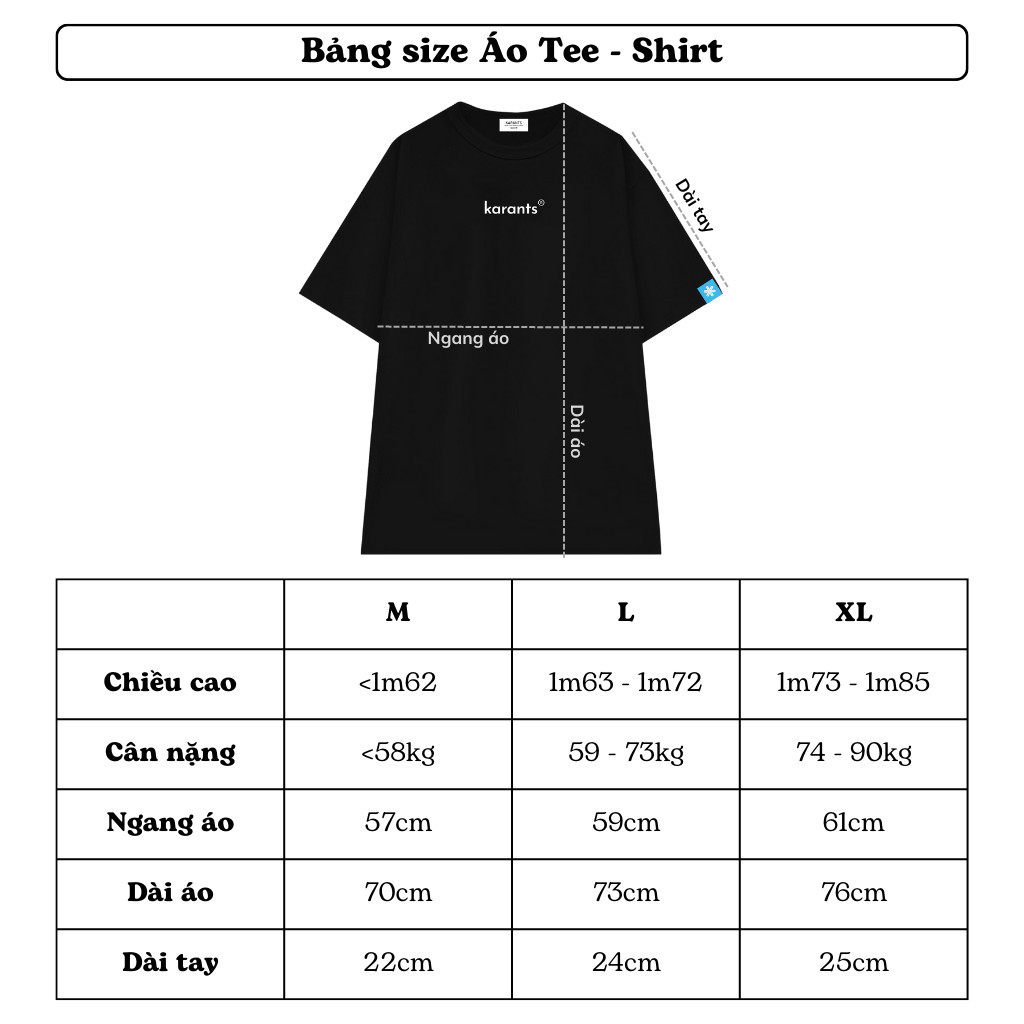 Bảng size Áo Tee - Shirt
KARANTS
karants®
Dài tay
Ngang áo
Dài áo
M L XL
Chiều cao <1m62 1m63 - 1m72 1m73 - 1m85
Cân nặng <58kg 59 - 73kg 74 - 90kg
Ngang áo 57cm 59cm 61cm
Dài áo 70cm 73cm 76cm
Dài tay 22cm 24cm 25cm